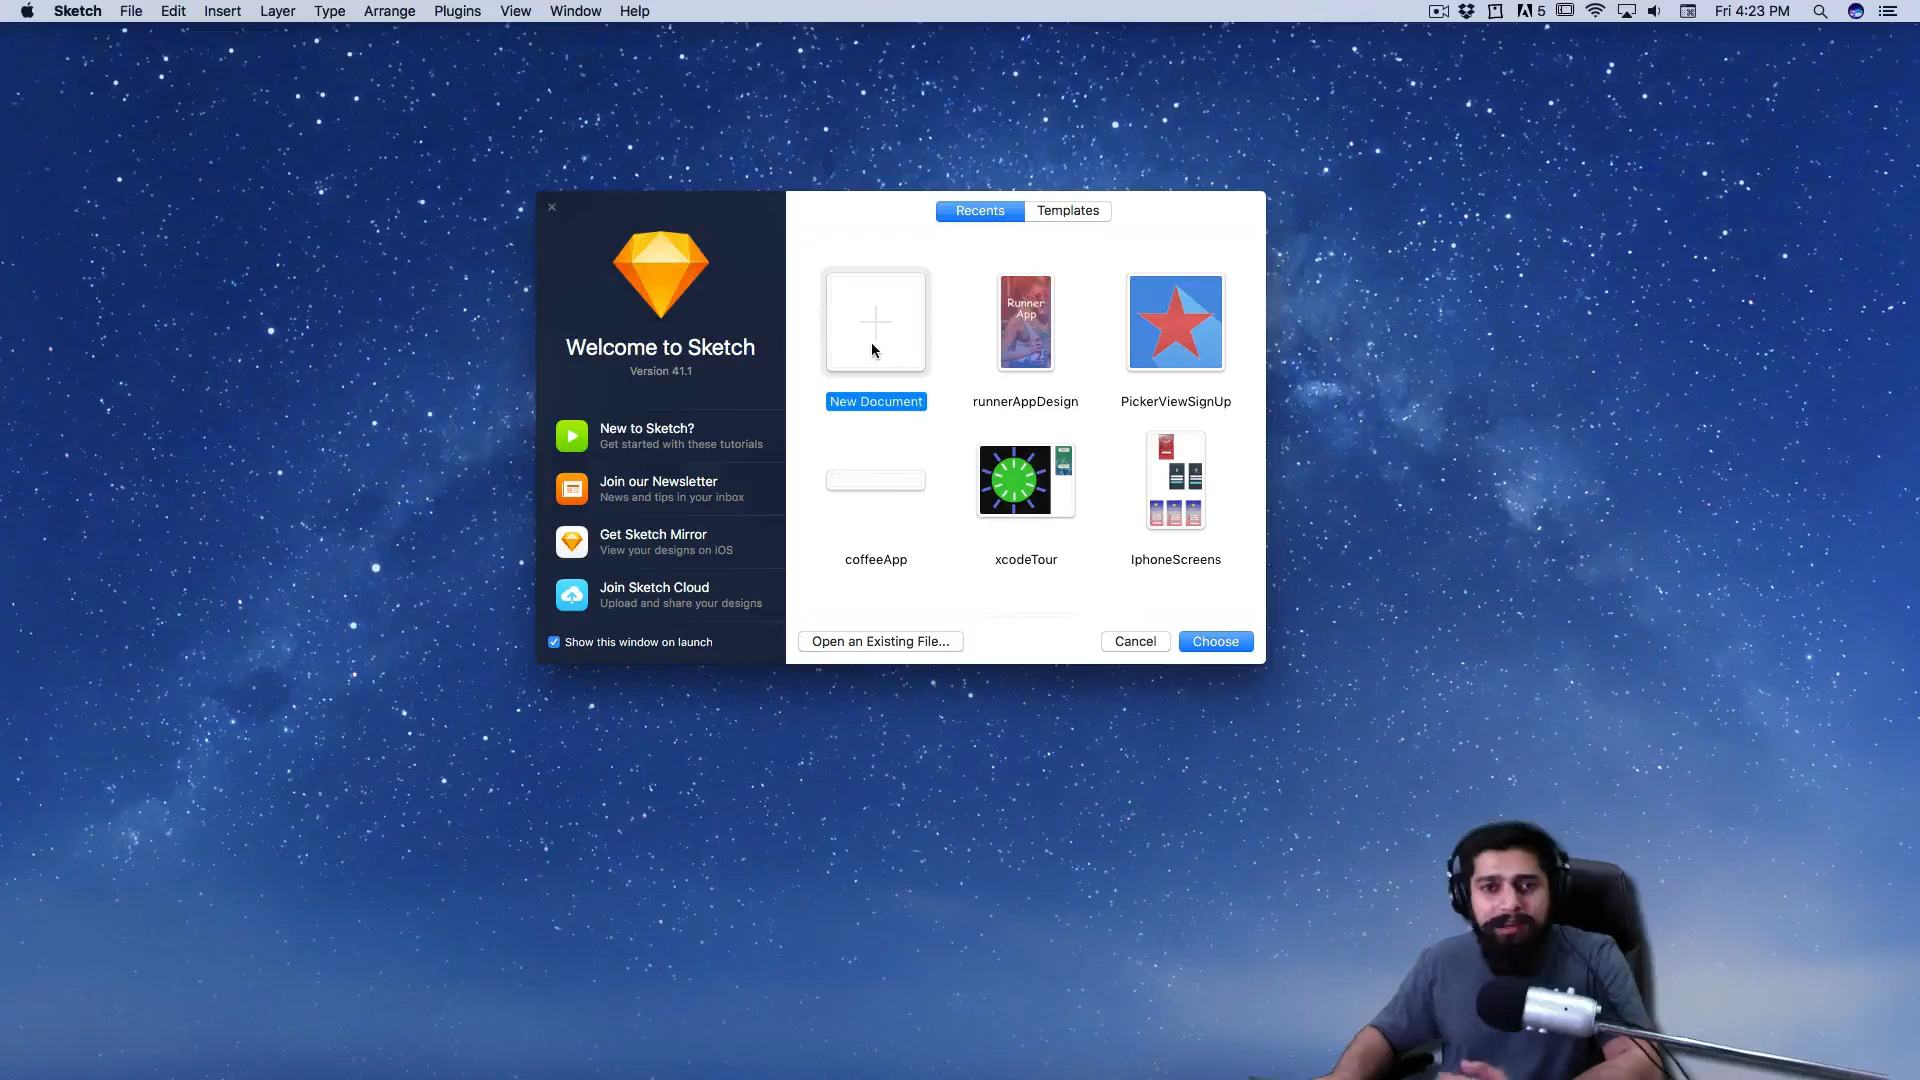 Sketch File Edit Insert Layer Type Arrange Plugins View Window Help
5 Fri 4:23 PM
Recents Templates
Welcome to Sketch
Version 41.1
New to Sketch?
Get started with these tutorials
Join our Newsletter
News and tips in your inbox
Get Sketch Mirror
View your designs on iOS
Join Sketch Cloud
Upload and share your designs
Show this window on launch
Runner
App
New Document runnerAppDesign PickerViewSignUp
coffeeApp xcodeTour IphoneScreens
Open an Existing File... Cancel Choose